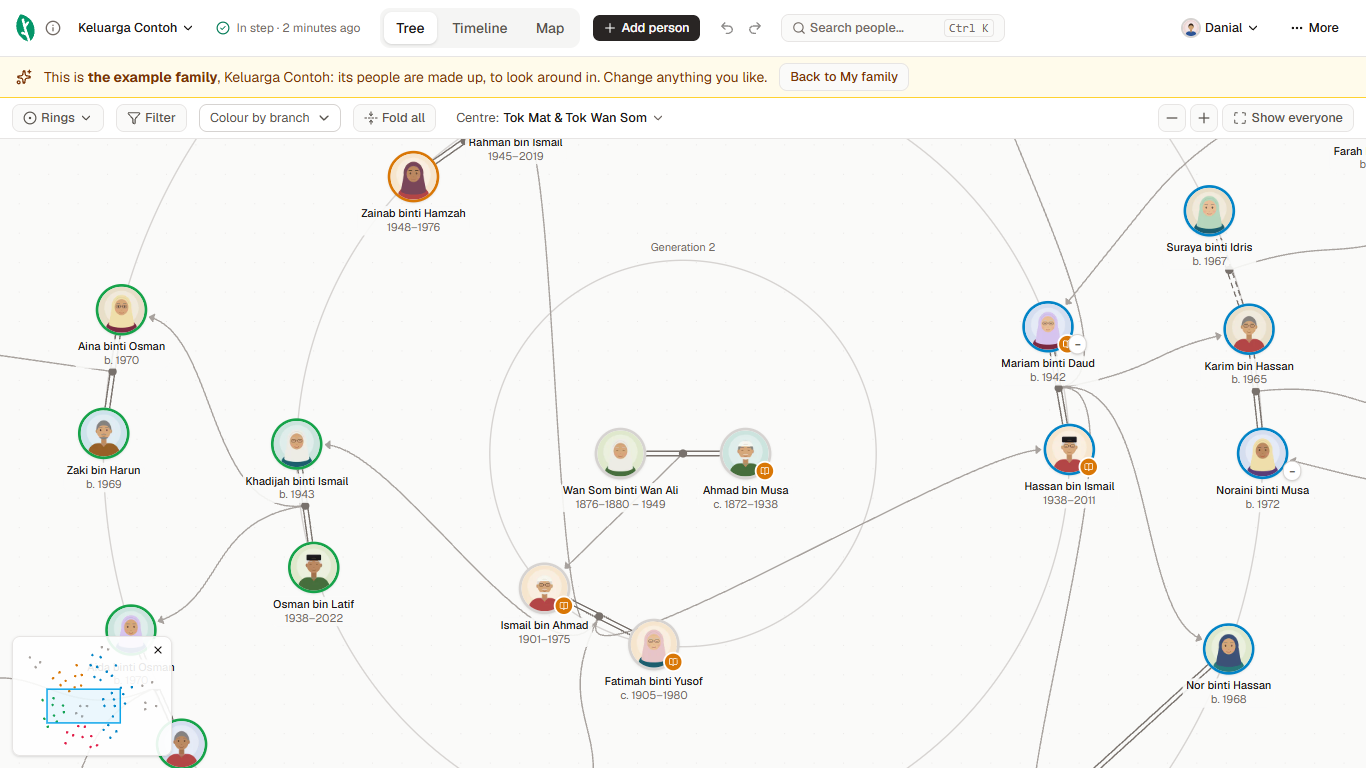 Keluarga Contoh
In step · 2 minutes ago
Tree
Timeline
Map
Add person
Search people...
Ctrl K
Danial
More
This is the example family, Keluarga Contoh: its people are made up, to look around in. Change anything you like.
Back to My family
Rings
Filter
Colour by branch
Fold all
Centre: Tok Mat & Tok Wan Som
Show everyone
Rahman bin Ismail
1945–2019
Farah
b
Zainab binti Hamzah
1948–1976
Generation 2
Suraya binti Idris
b. 1967
Aina binti Osman
b. 1970
Mariam binti Daud
b. 1942
Karim bin Hassan
b. 1965
Zaki bin Harun
b. 1969
Khadijah binti Ismail
b. 1943
Wan Som binti Wan Ali
1876–1880 – 1949
Ahmad bin Musa
c. 1872–1938
Hassan bin Ismail
1938–2011
Noraini binti Musa
b. 1972
Osman bin Latif
1938–2022
Ismail bin Ahmad
1901–1975
Fatimah binti Yusof
c. 1905–1980
binti Osman
Nor binti Hassan
b. 1968